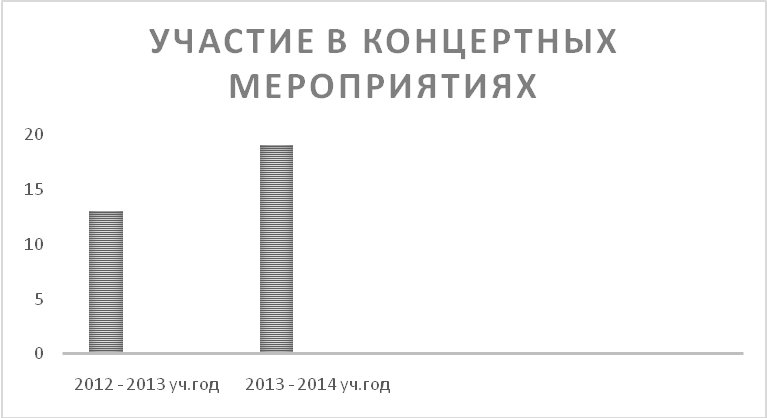 УЧАСТИЕ В КОНЦЕРТНЫХ
МЕРОПРИЯТИЯХ
20
15
10
5
0
2012 - 2013 уч.год
2013 - 2014 уч.год